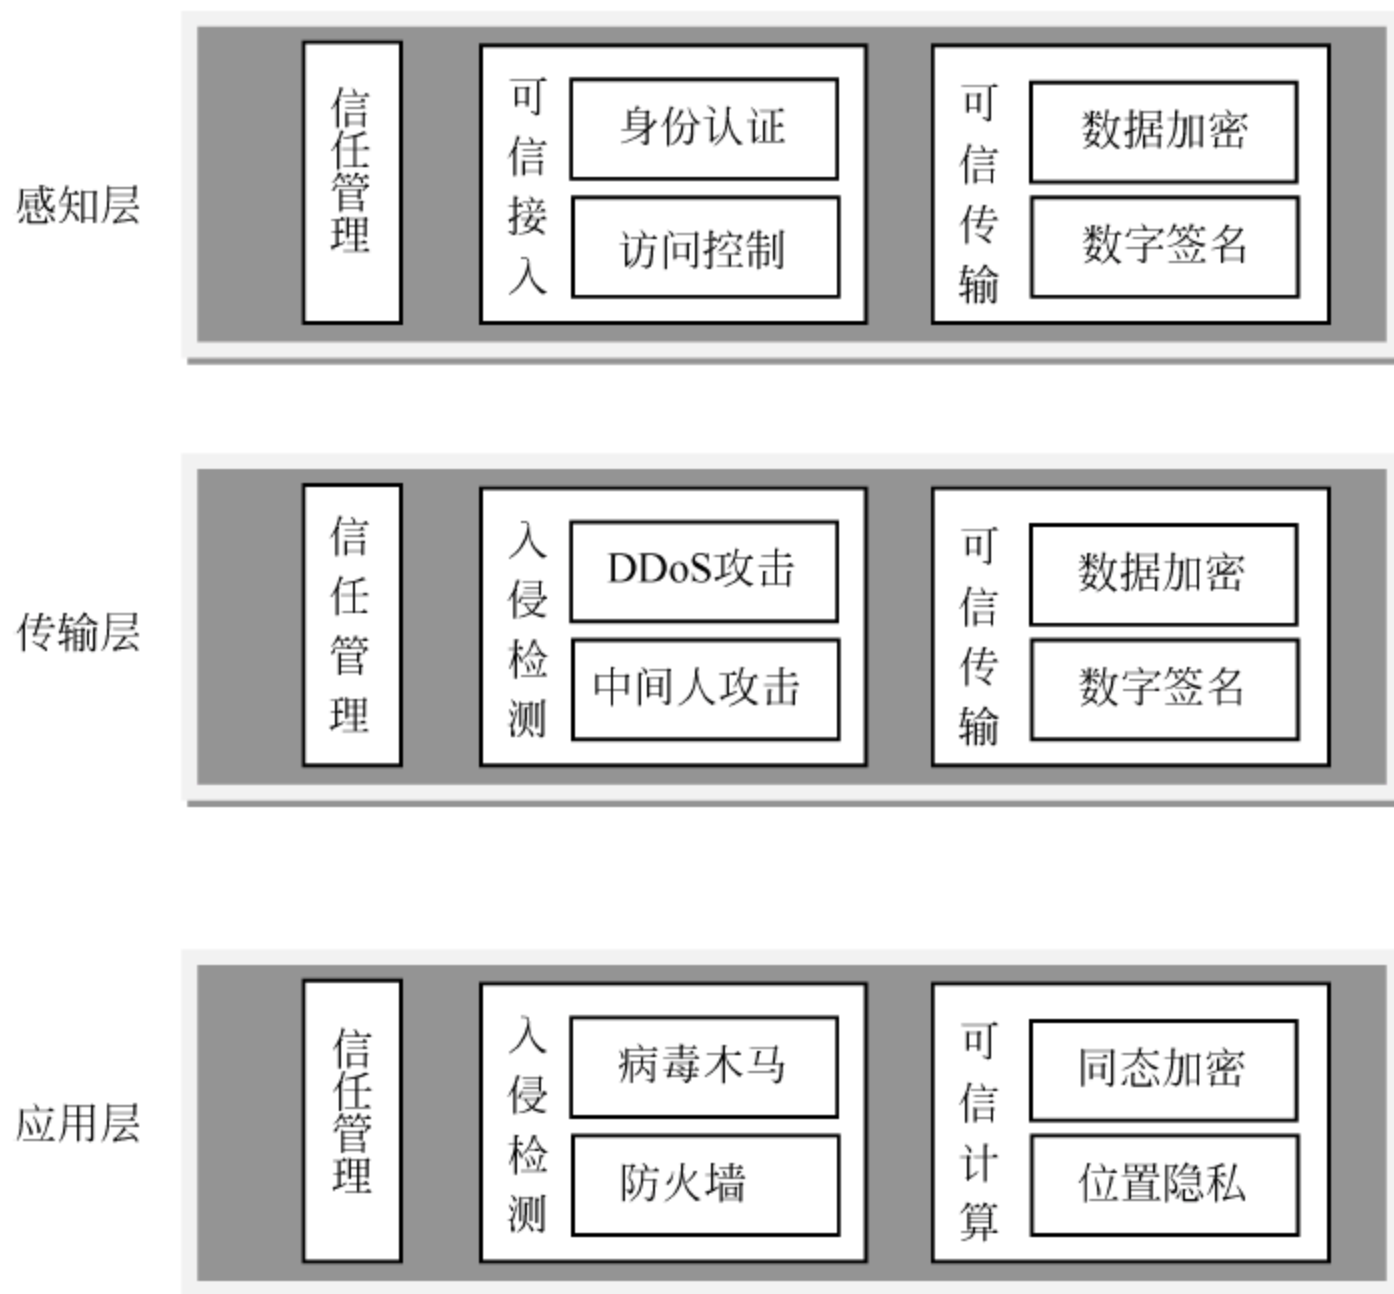 感知层
信任管理
可信接入
身份认证
访问控制
可信传输
数据加密
数字签名
传输层
信任管理
入侵检测
DDoS攻击
中间人攻击
可信传输
数据加密
数字签名
应用层
信任管理
入侵检测
病毒木马
防火墙
可信计算
同态加密
位置隐私